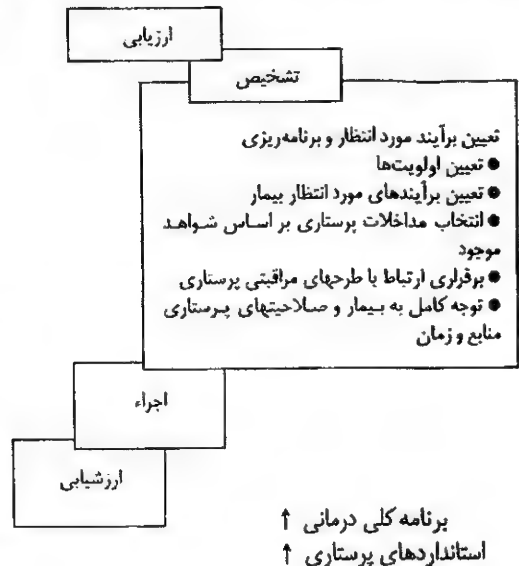 ارزیابی
تشخیص
تعیین برآیند مورد انتظار و برنامه‌ریزی
● تعیین اولویت‌ها
● تعیین برآیندهای مورد انتظار بیمار
● انتخاب مداخلات پرستاری بر اساس شواهد
موجود
● برقراری ارتباط با طرحهای مراقبتی پرستاری
● توجه کامل به بیمار و صلاحیتهای پرستاری
منابع و زمان
اجراء
ارزشیابی
برنامه کلی درمانی ↑
استانداردهای پرستاری ↑